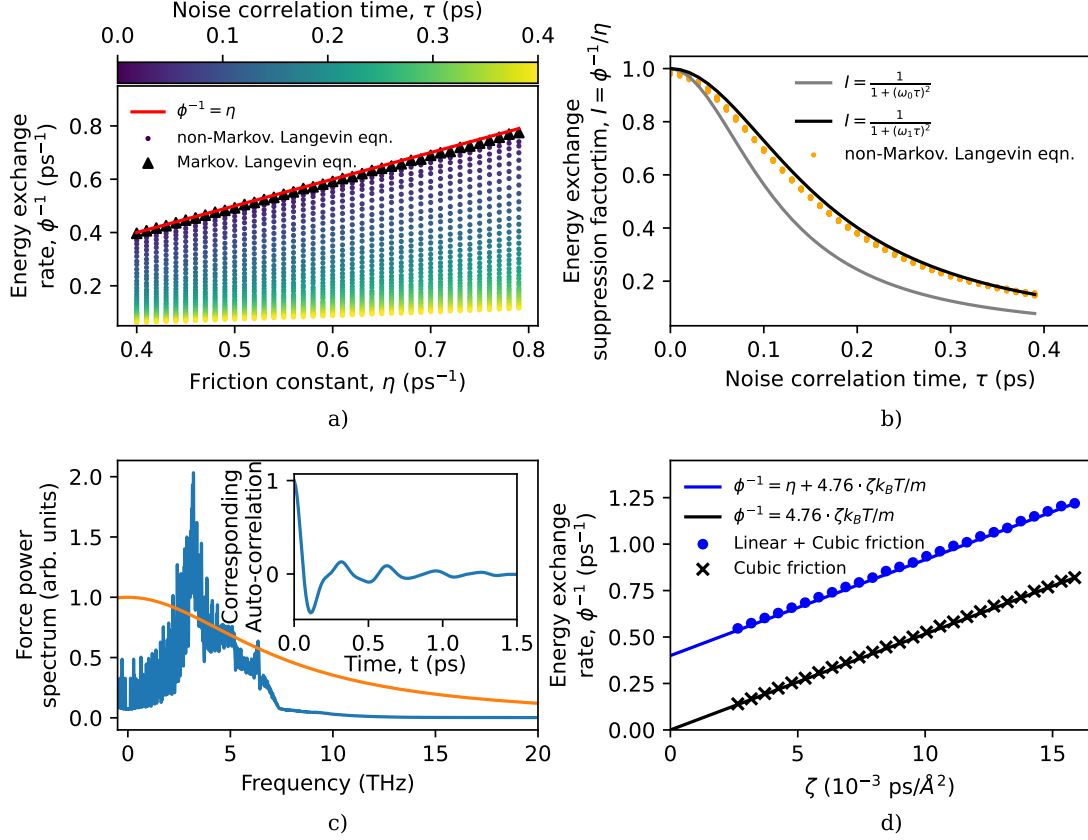 Noise correlation time, τ (ps)
0.0 0.1 0.2 0.3 0.4
Energy exchange
rate, ϕ⁻¹ (ps⁻¹)
0.8
0.6
0.4
0.2
ϕ⁻¹ = η
non-Markov. Langevin eqn.
Markov. Langevin eqn.
0.4 0.5 0.6 0.7 0.8
Friction constant, η (ps⁻¹)
a)
Energy exchange
suppression factortim, I = ϕ⁻¹/η
1.0
0.8
0.6
0.4
0.2
I = 1/(1 + (ω₀τ)²)
I = 1/(1 + (ω₁τ)²)
non-Markov. Langevin eqn.
0.0 0.1 0.2 0.3 0.4
Noise correlation time, τ (ps)
b)
Force power
spectrum (arb. units)
2.0
1.5
1.0
0.5
0.0
Corresponding
Auto-correlation
1
0
0.0 0.5 1.0 1.5
Time, t (ps)
0 5 10 15 20
Frequency (THz)
c)
Energy exchange
rate, ϕ⁻¹ (ps⁻¹)
1.25
1.00
0.75
0.50
0.25
0.00
ϕ⁻¹ = η + 4.76 · ζk_BT/m
ϕ⁻¹ = 4.76 · ζk_BT/m
Linear + Cubic friction
Cubic friction
0 5 10 15
ζ (10⁻³ ps/Å²)
d)